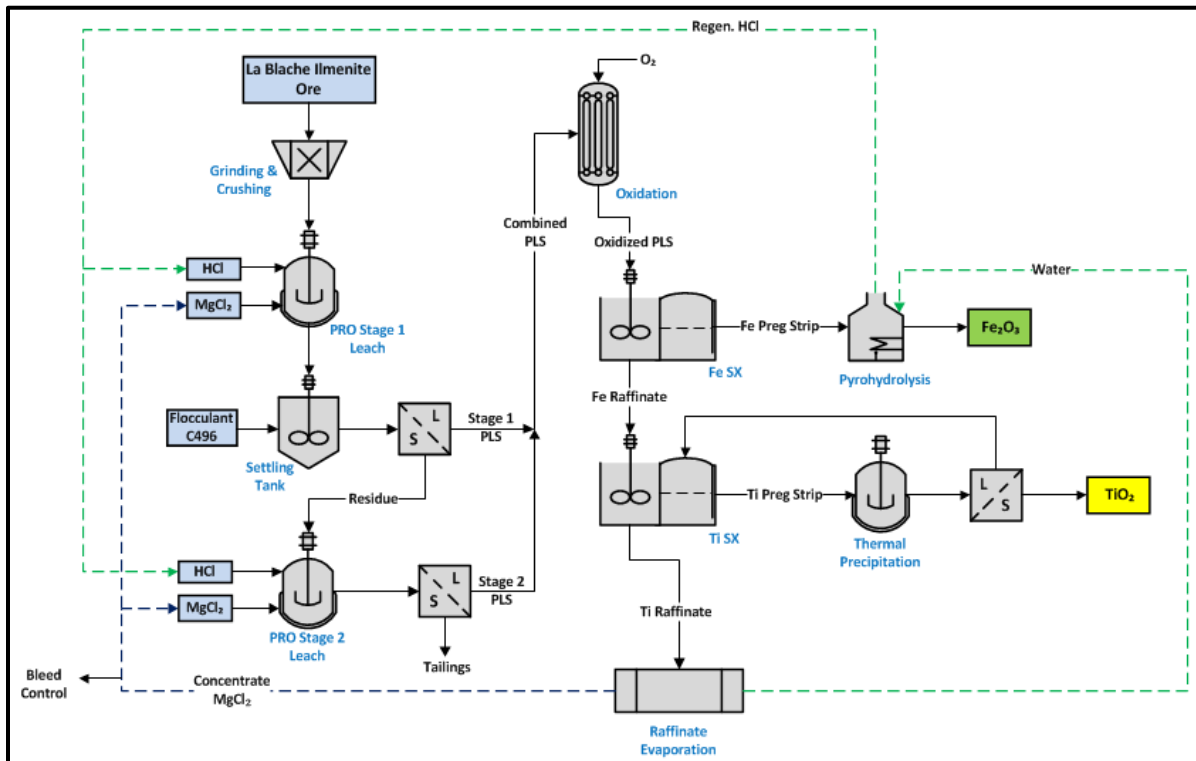 Regen. HCl
La Blache Ilmenite
Ore
O₂
Grinding &
Crushing
Oxidation
Combined
PLS
Oxidized PLS
Water
HCl
MgCl₂
PRO Stage 1
Leach
Fe Preg Strip
Fe₂O₃
Fe SX
Pyrohydrolysis
Fe Raffinate
Flocculant
C496
L
S
Stage 1
PLS
Settling
Tank
Residue
Ti Preg Strip
L
S
TiO₂
Ti SX
Thermal
Precipitation
HCl
MgCl₂
L
S
Stage 2
PLS
PRO Stage 2
Leach
Tailings
Ti Raffinate
Bleed
Control
Concentrate
MgCl₂
Raffinate
Evaporation